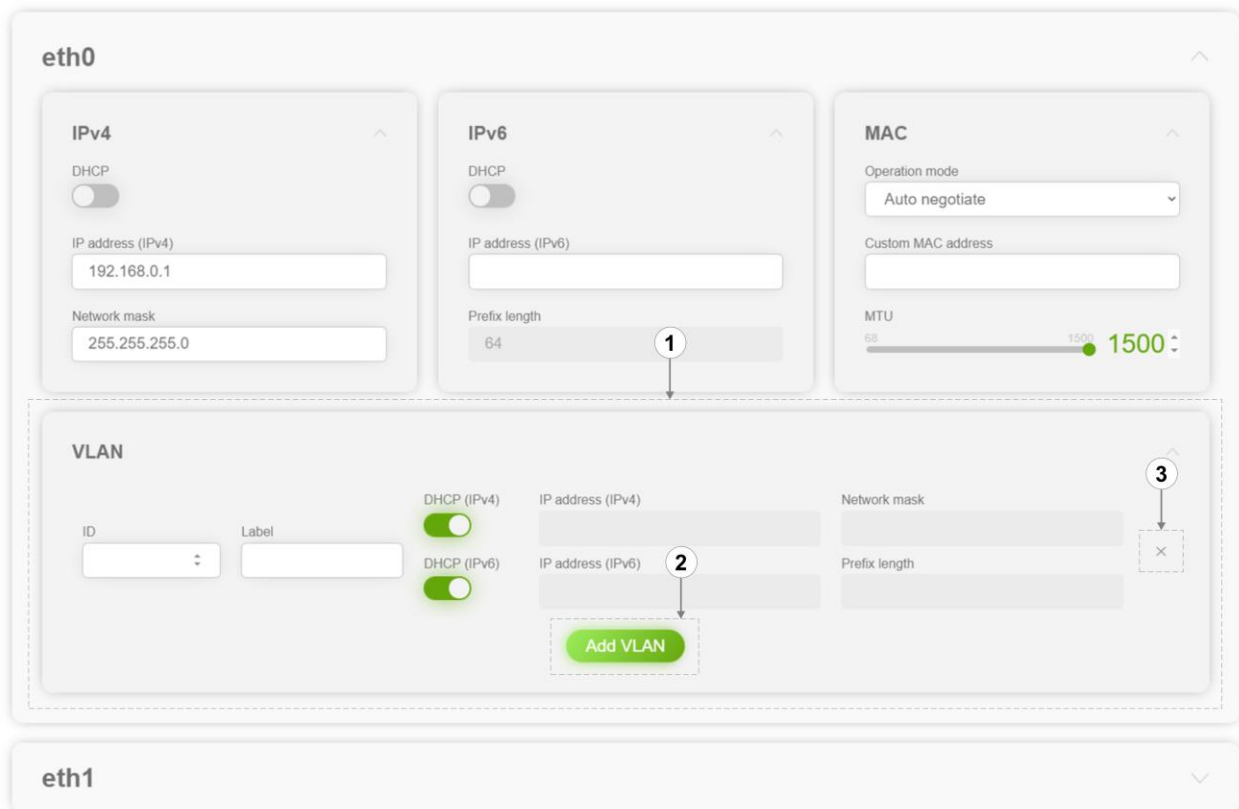 eth0
IPv4
DHCP
IP address (IPv4)
192.168.0.1
Network mask
255.255.255.0
IPv6
DHCP
IP address (IPv6)
Prefix length
64
MAC
Operation mode
Auto negotiate
Custom MAC address
MTU
68 1500 1500
1
VLAN
ID
Label
DHCP (IPv4)
IP address (IPv4)
Network mask
DHCP (IPv6)
IP address (IPv6)
Prefix length
3
2
Add VLAN
eth1